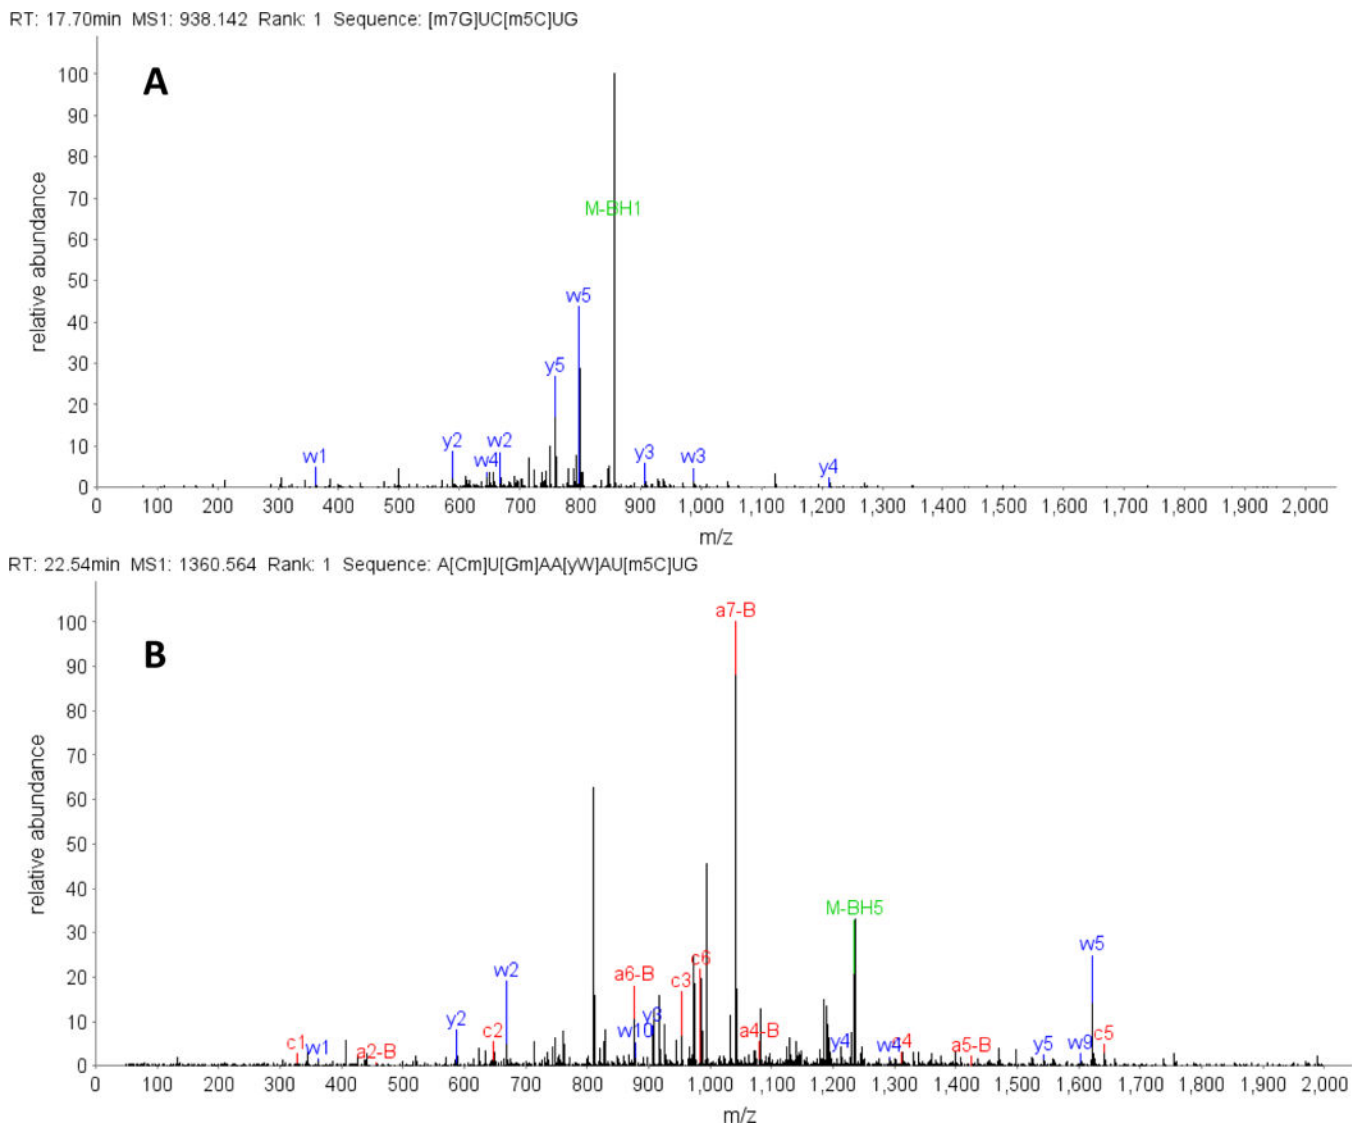 RT: 17.70min MS1: 938.142 Rank: 1 Sequence: [m7G]UC[m5C]UG
A
relative abundance
100
90
80
70
60
50
40
30
20
10
0
M-BH1
w5
y5
y2
w2
w4
w1
y3
w3
y4
0 100 200 300 400 500 600 700 800 900 1,000 1,100 1,200 1,300 1,400 1,500 1,600 1,700 1,800 1,900 2,000
m/z
RT: 22.54min MS1: 1360.564 Rank: 1 Sequence: A[Cm]U[Gm]AA[yW]AU[m5C]UG
B
relative abundance
100
90
80
70
60
50
40
30
20
10
0
a7-B
M-BH5
w2
a6-B
c3
c6
w5
y2
c2
w10
y3
a4-B
c1
w1
a2-B
y4
w4
c4
a5-B
y5
w9
c5
0 100 200 300 400 500 600 700 800 900 1,000 1,100 1,200 1,300 1,400 1,500 1,600 1,700 1,800 1,900 2,000
m/z